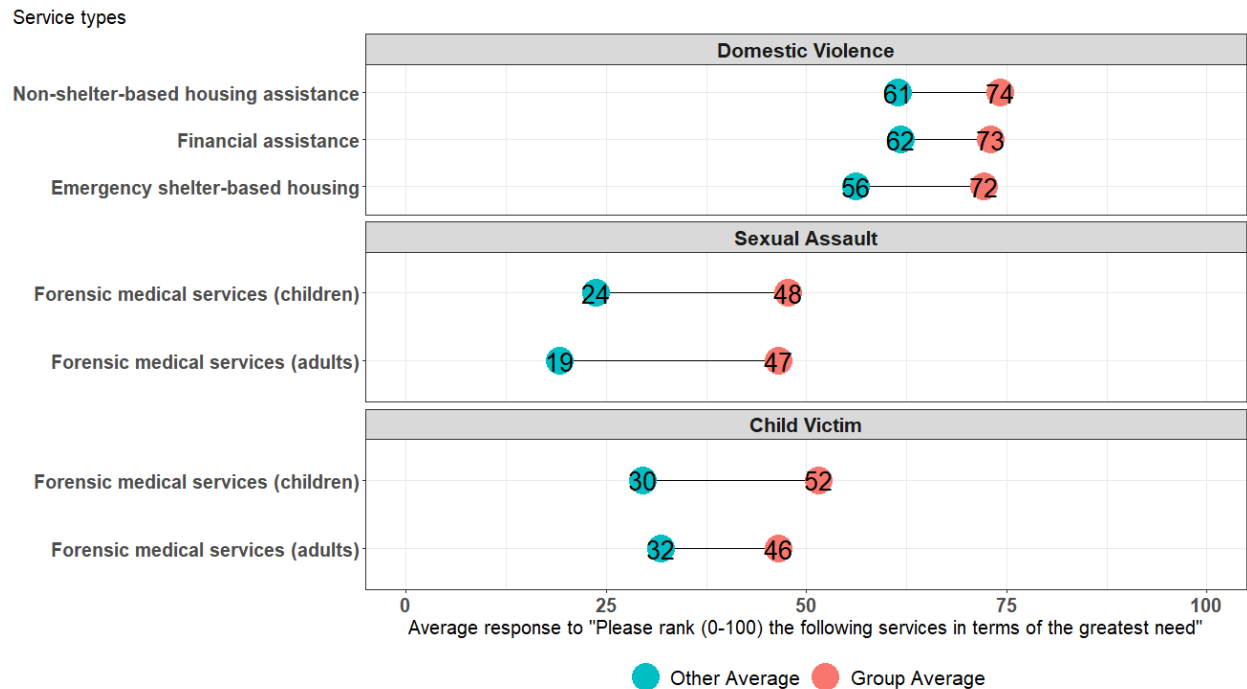 Service types
Domestic Violence
Non-shelter-based housing assistance 61 74
Financial assistance 62 73
Emergency shelter-based housing 56 72
Sexual Assault
Forensic medical services (children) 24 48
Forensic medical services (adults) 19 47
Child Victim
Forensic medical services (children) 30 52
Forensic medical services (adults) 32 46
0 25 50 75 100
Average response to "Please rank (0-100) the following services in terms of the greatest need"
Other Average Group Average